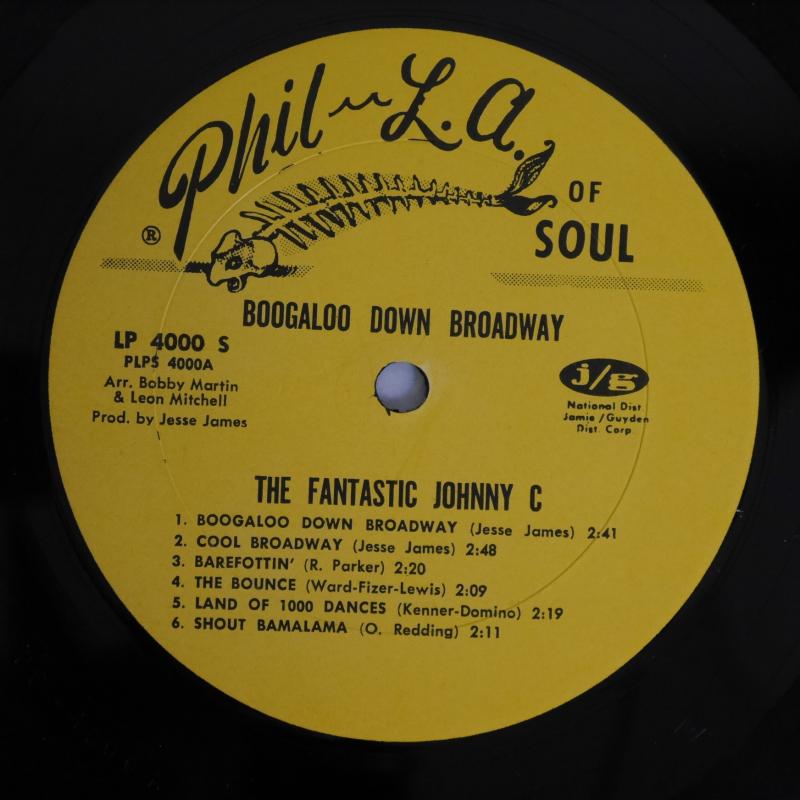 Phil-L.A.
OF
SOUL
®
BOOGALOO DOWN BROADWAY
LP 4000 S
PLPS 4000A
Arr. Bobby Martin
& Leon Mitchell
Prod. by Jesse James
j/g
National Dist.
Jamie/Guyden
Dist. Corp
THE FANTASTIC JOHNNY C
1. BOOGALOO DOWN BROADWAY (Jesse James) 2:41
2. COOL BROADWAY (Jesse James) 2:48
3. BAREFOTTIN' (R. Parker) 2:20
4. THE BOUNCE (Ward-Fizer-Lewis) 2:09
5. LAND OF 1000 DANCES (Kenner-Domino) 2:19
6. SHOUT BAMALAMA (O. Redding) 2:11